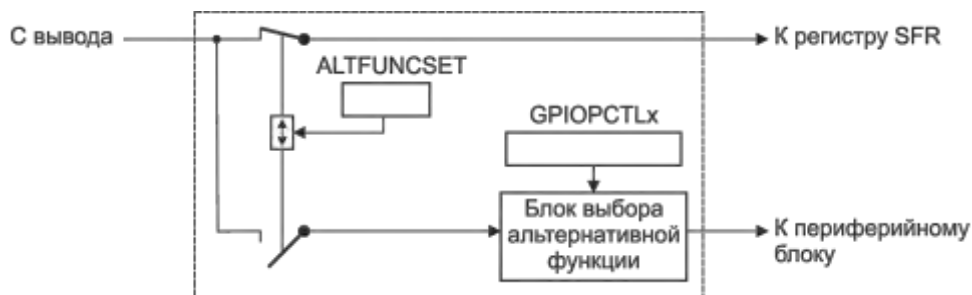 С вывода
К регистру SFR
ALTFUNCSET
GPIOPCTLx
Блок выбора
альтернативной
функции
К периферийному
блоку